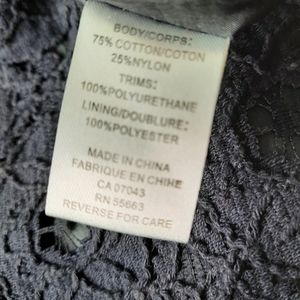 BODY/CORPS:
75% COTTON/COTON
25%NYLON
TRIMS:
100%POLYURETHANE
LINING/DOUBLURE:
100%POLYESTER
MADE IN CHINA
FABRIQUE EN CHINE
CA 07043
RN 55663
REVERSE FOR CARE